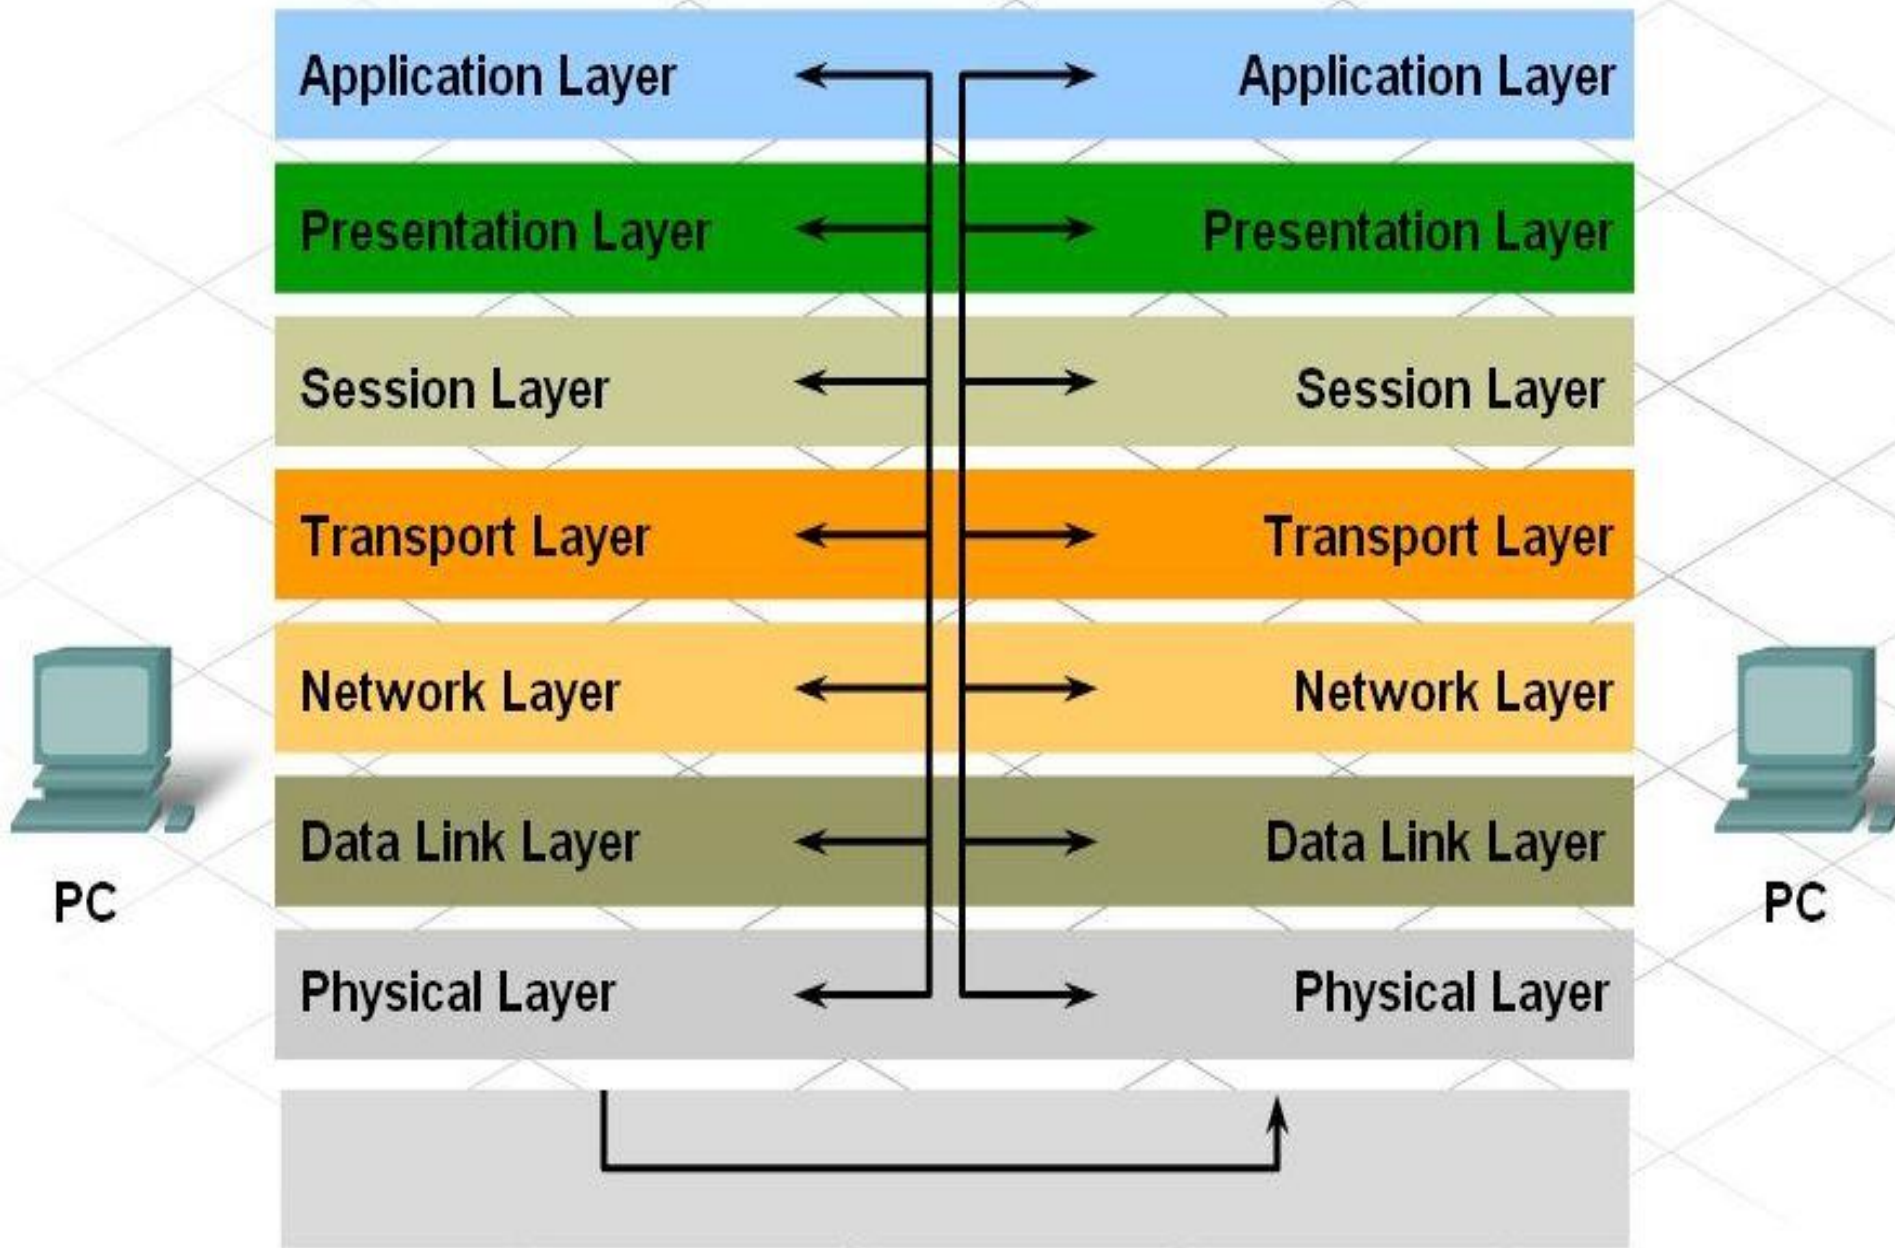 Application Layer Application Layer
Presentation Layer Presentation Layer
Session Layer Session Layer
Transport Layer Transport Layer
Network Layer Network Layer
Data Link Layer Data Link Layer
PC PC
Physical Layer Physical Layer